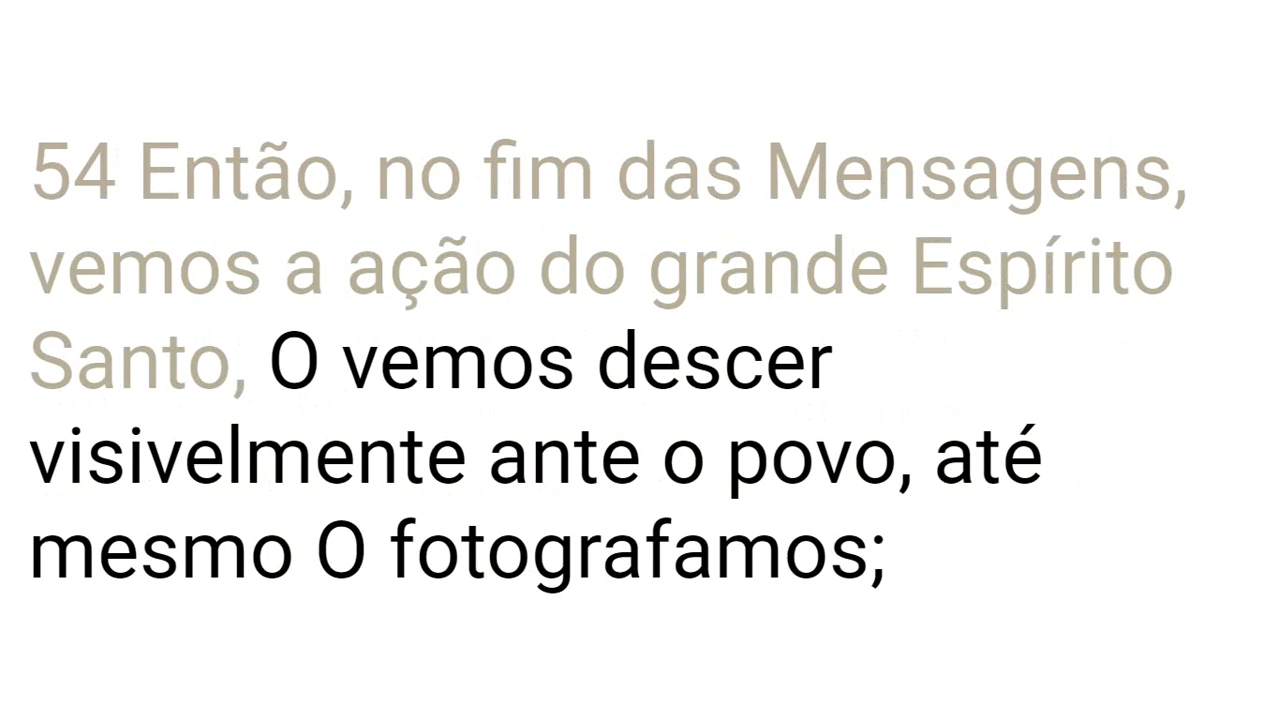 54 Então, no fim das Mensagens,
vemos a ação do grande Espírito
Santo, O vemos descer
visivelmente ante o povo, até
mesmo O fotografamos;